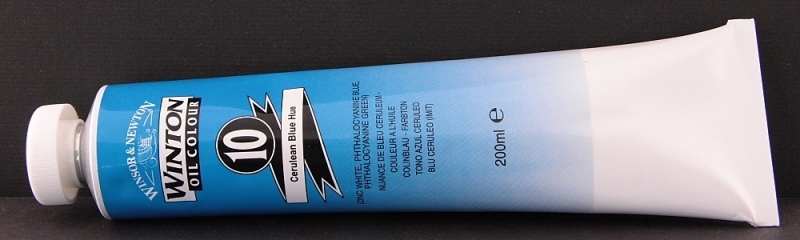 WINSOR & NEWTON
WINTON
OIL COLOUR
10
Cerulean Blue Hue
(ZINC WHITE, PHTHALOCYANINE BLUE,
PHTHALOCYANINE GREEN)
NUANCE DE BLEU CERULEUM -
COULEUR A L'HUILE
COLINBLAU - FARBTON
TONO AZUL CERULEO
BLU CERULEO (IMIT)
200ml e